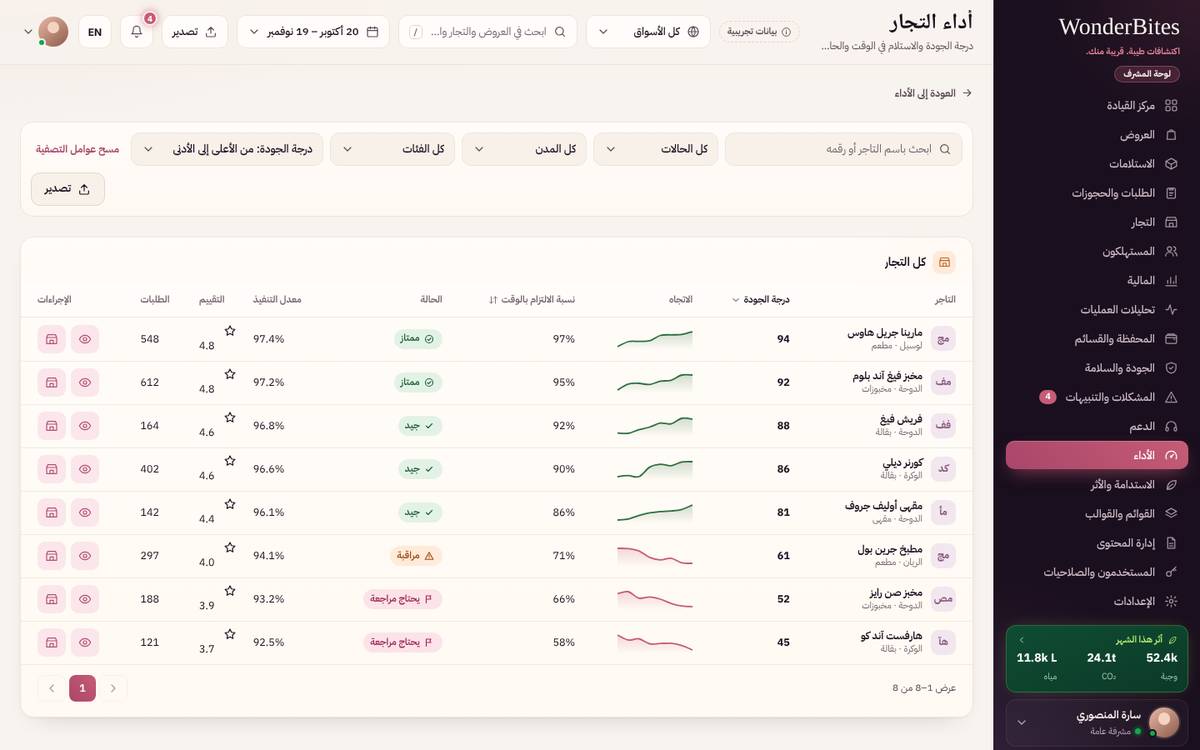 WonderBites
اكتشافات طيبة. قريبة منك.
لوحة المشرف
مركز القيادة
العروض
الاستلامات
الطلبات والحجوزات
التجار
المستهلكون
المالية
تحليلات العمليات
المحفظة والقسائم
الجودة والسلامة
المشكلات والتنبيهات 4
الدعم
الأداء
الاستدامة والأثر
القوائم والقوالب
إدارة المحتوى
المستخدمون والصلاحيات
الإعدادات
أثر هذا الشهر
52.4k 24.1t 11.8k L
وجبة CO₂ مياه
سارة المنصوري
مشرفة عامة
أداء التجار
درجة الجودة والاستلام في الوقت والحا...
بيانات تجريبية
كل الأسواق
ابحث في العروض والتجار وا... /
20 أكتوبر – 19 نوفمبر
تصدير
4
EN
العودة إلى الأداء
ابحث باسم التاجر أو رقمه
كل الحالات
كل المدن
كل الفئات
درجة الجودة: من الأعلى إلى الأدنى
مسح عوامل التصفية
تصدير
كل التجار
التاجر درجة الجودة الاتجاه نسبة الالتزام بالوقت الحالة معدل التنفيذ التقييم الطلبات الإجراءات
مج مارينا جريل هاوس 94 97% ممتاز 97.4% 4.8 548
لوسيل · مطعم
مف مخبز فيغ آند بلوم 92 95% ممتاز 97.2% 4.8 612
الدوحة · مخبوزات
فف فريش فيغ 88 92% جيد 96.8% 4.6 164
الدوحة · بقالة
كد كورنر ديلي 86 90% جيد 96.6% 4.6 402
الوكرة · بقالة
مأ مقهى أوليف جروف 81 86% جيد 96.1% 4.4 142
الدوحة · مقهى
مج مطبخ جرين بول 61 71% مراقبة 94.1% 4.0 297
الريان · مطعم
مص مخبز صن رايز 52 66% يحتاج مراجعة 93.2% 3.9 188
الدوحة · مخبوزات
هآ هارفست آند كو 45 58% يحتاج مراجعة 92.5% 3.7 121
الوكرة · بقالة
عرض 1–8 من 8
1